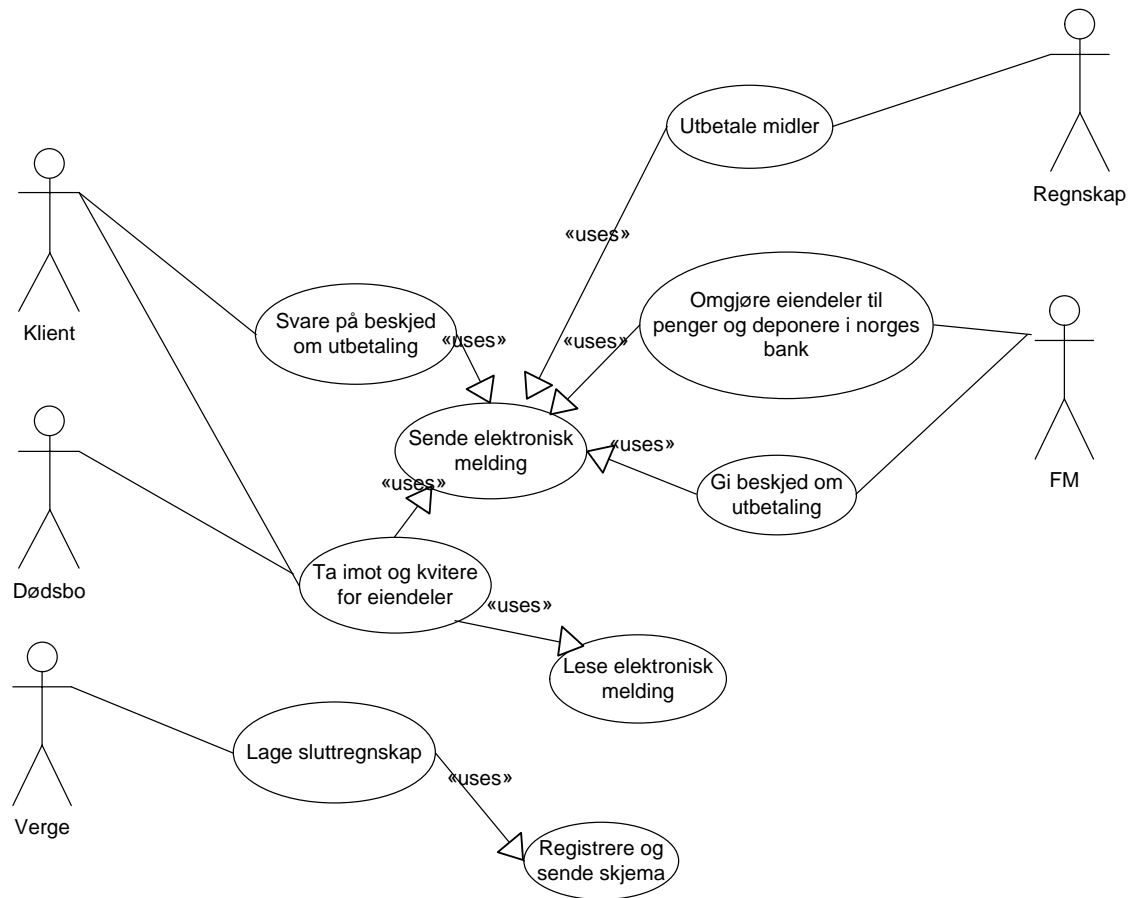 Utbetale midler
Regnskap
«uses»
Klient
Svare på beskjed
om utbetaling
«uses»
«uses»
Omgjøre eiendeler til
penger og deponere i norges
bank
Sende elektronisk
melding
«uses»
Gi beskjed om
utbetaling
FM
«uses»
Dødsbo
Ta imot og kvitere
for eiendeler
«uses»
Lese elektronisk
melding
Verge
Lage sluttregnskap
«uses»
Registrere og
sende skjema